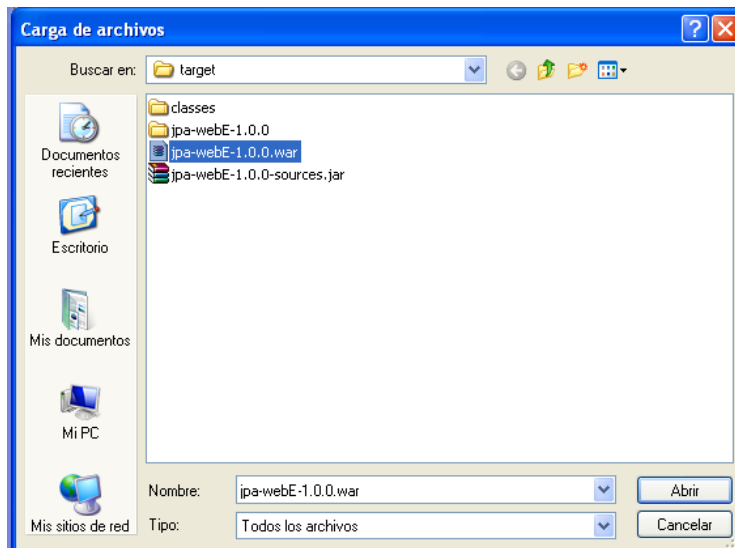 Carga de archivos
Buscar en:
target
classes
jpa-webE-1.0.0
jpa-webE-1.0.0.war
jpa-webE-1.0.0-sources.jar
Documentos
recientes
Escritorio
Mis documentos
Mi PC
Mis sitios de red
Nombre:
jpa-webE-1.0.0.war
Abrir
Tipo:
Todos los archivos
Cancelar